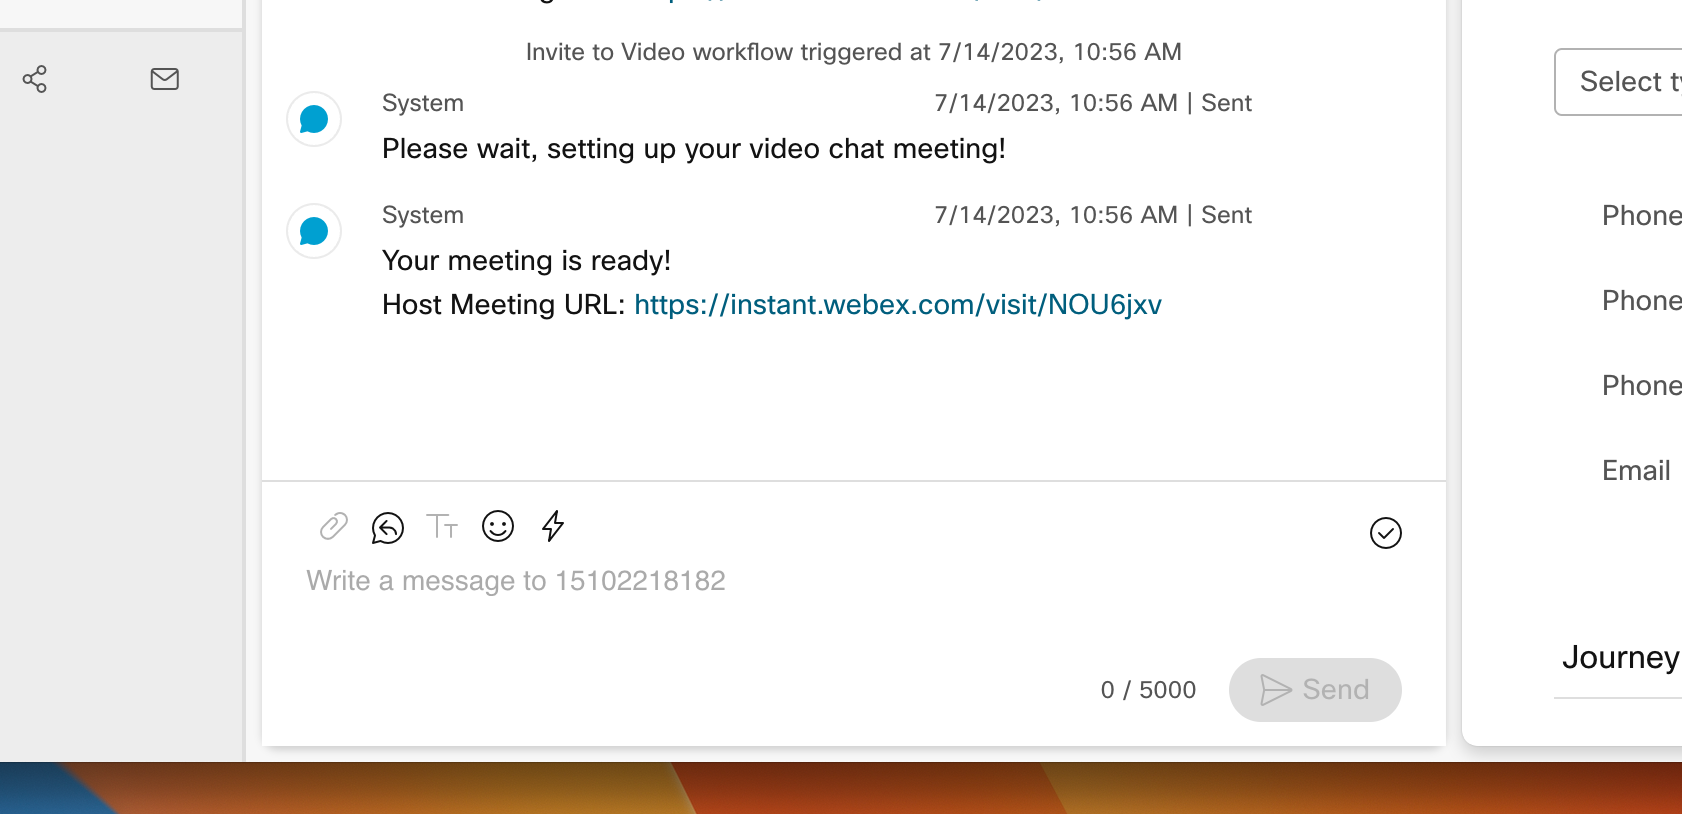 Invite to Video workflow triggered at 7/14/2023, 10:56 AM
System 7/14/2023, 10:56 AM | Sent
Please wait, setting up your video chat meeting!
System 7/14/2023, 10:56 AM | Sent
Your meeting is ready!
Host Meeting URL: https://instant.webex.com/visit/NOU6jxv
Write a message to 15102218182
0 / 5000 Send
Select
Phone
Phone
Phone
Email
Journey